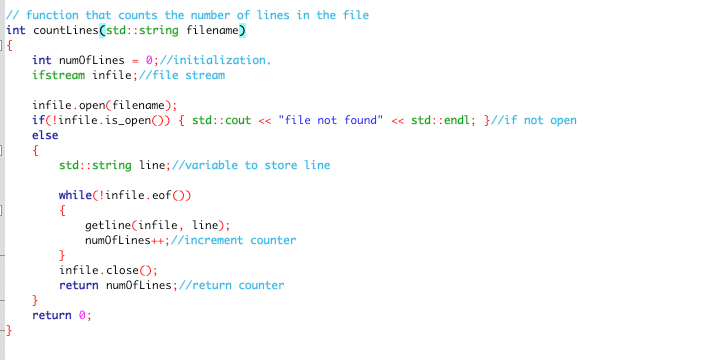 // function that counts the number of lines in the file
int countLines(std::string filename)
{
    int numOfLines = 0;//initialization.
    ifstream infile;//file stream

    infile.open(filename);
    if(!infile.is_open()) { std::cout << "file not found" << std::endl; }//if not open
    else
    {
        std::string line;//variable to store line

        while(!infile.eof())
        {
            getline(infile, line);
            numOfLines++;//increment counter
        }
        infile.close();
        return numOfLines;//return counter
    }
    return 0;
}